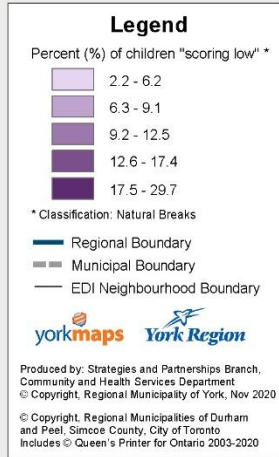 Legend
Percent (%) of children "scoring low" *
2.2 - 6.2
6.3 - 9.1
9.2 - 12.5
12.6 - 17.4
17.5 - 29.7
* Classification: Natural Breaks
Regional Boundary
Municipal Boundary
EDI Neighbourhood Boundary
yorkmaps York Region
Produced by: Strategies and Partnerships Branch,
Community and Health Services Department
© Copyright, Regional Municipality of York, Nov 2020
© Copyright, Regional Municipalities of Durham
and Peel, Simcoe County, City of Toronto
Includes © Queen's Printer for Ontario 2003-2020